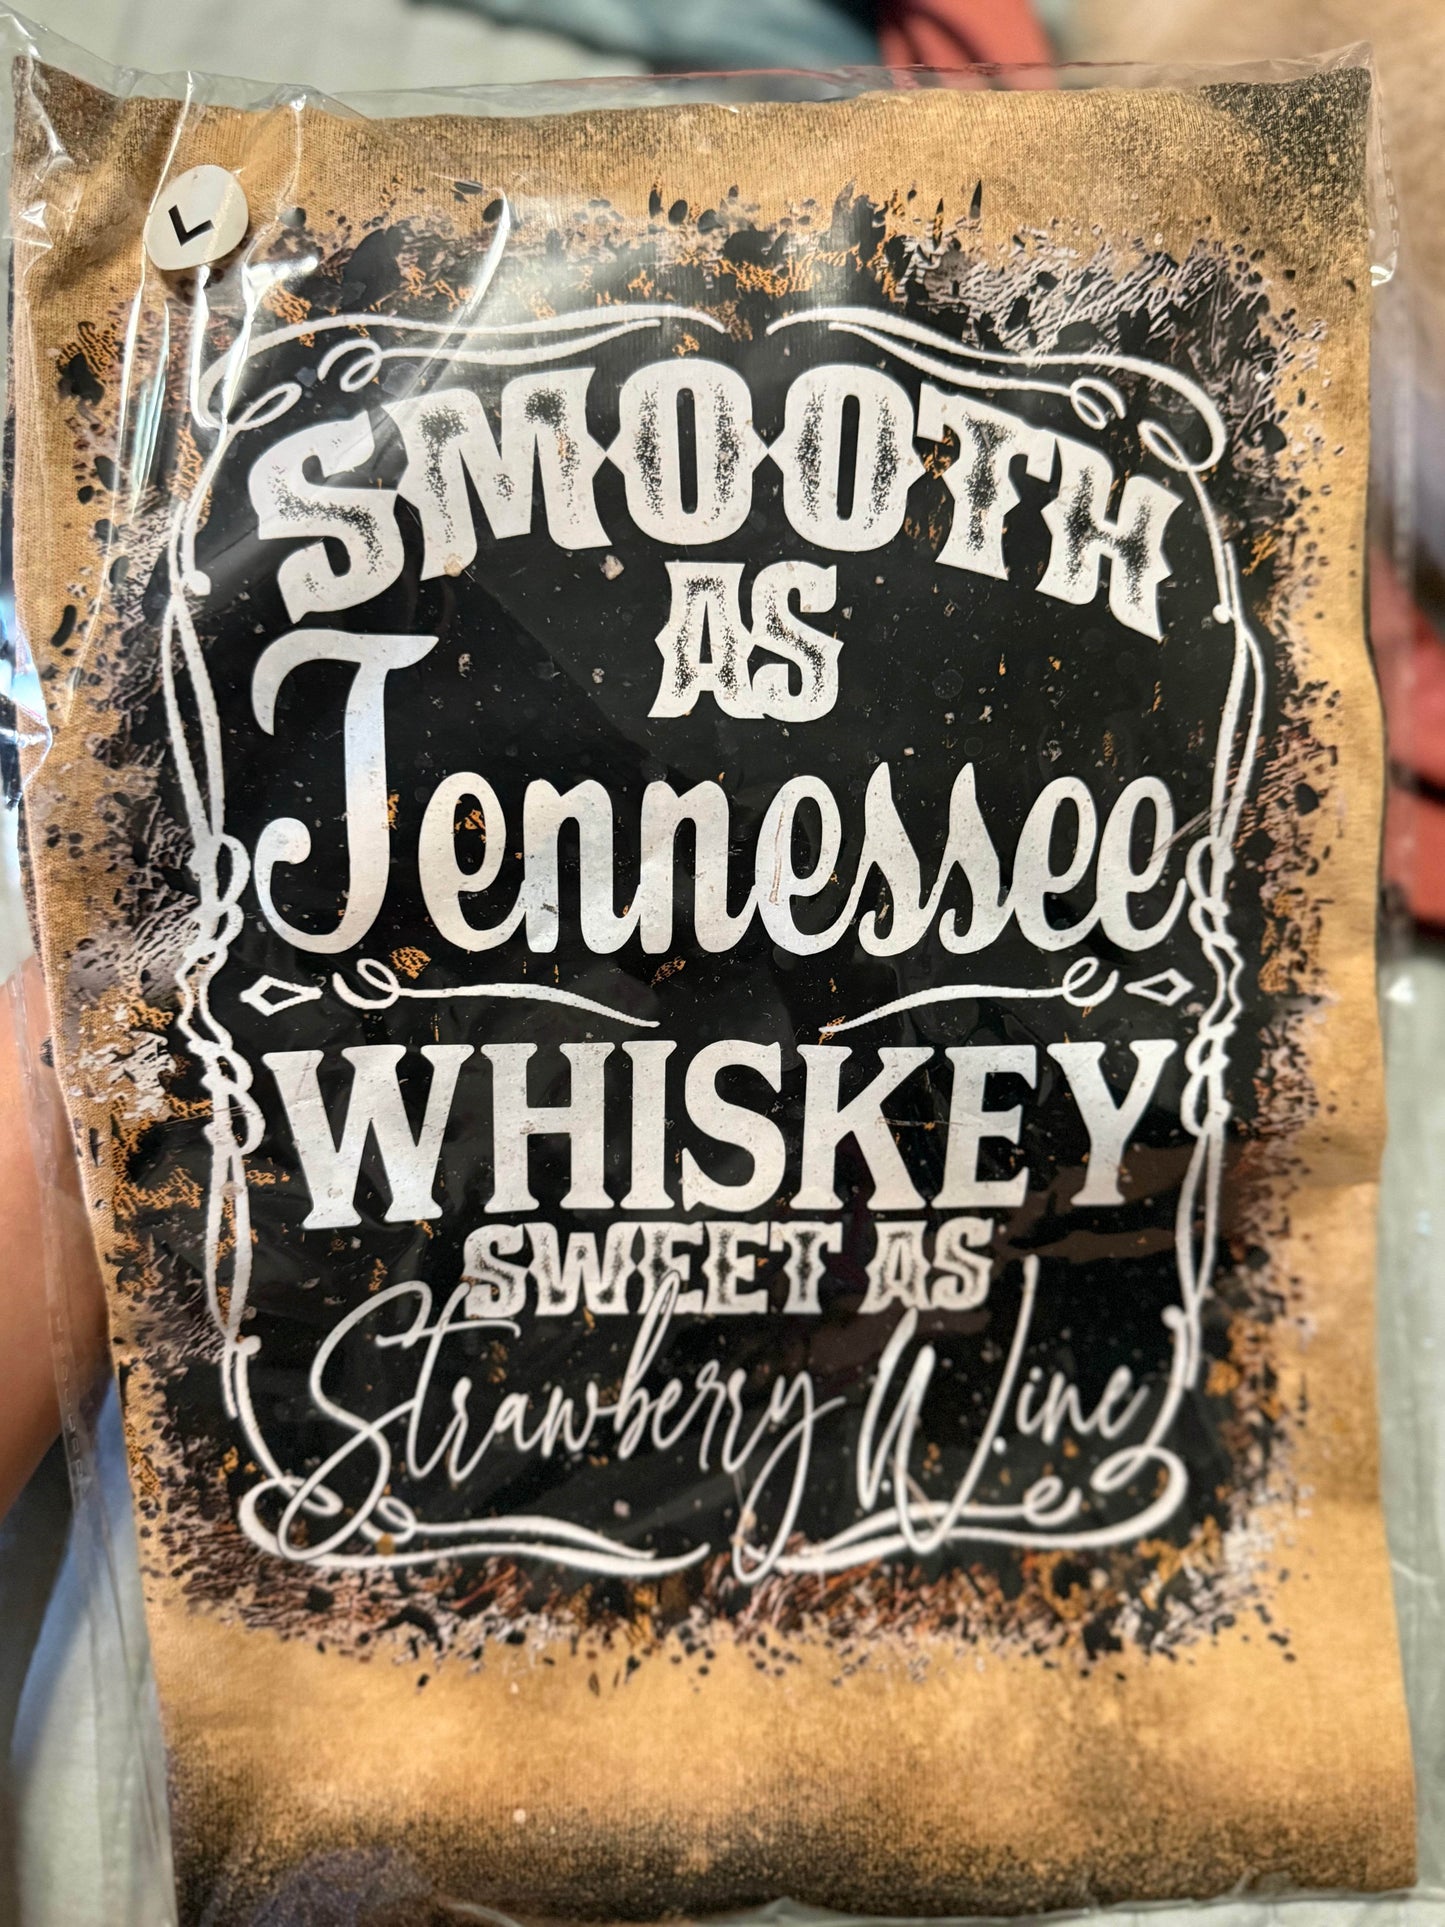 L
SMOOTH
AS
Tennessee
WHISKEY
SWEET AS
Strawberry Wine